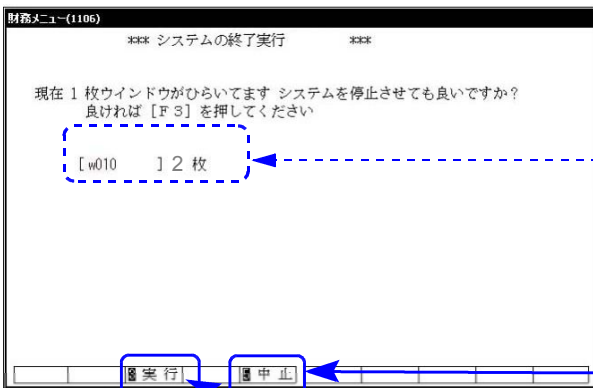 財務メニュー(1106)
*** システムの終了実行 ***
現在 1 枚ウインドウがひらいてます システムを停止させても良いですか?
良ければ [F3] を押してください
[w010 ] 2 枚
実行 中止